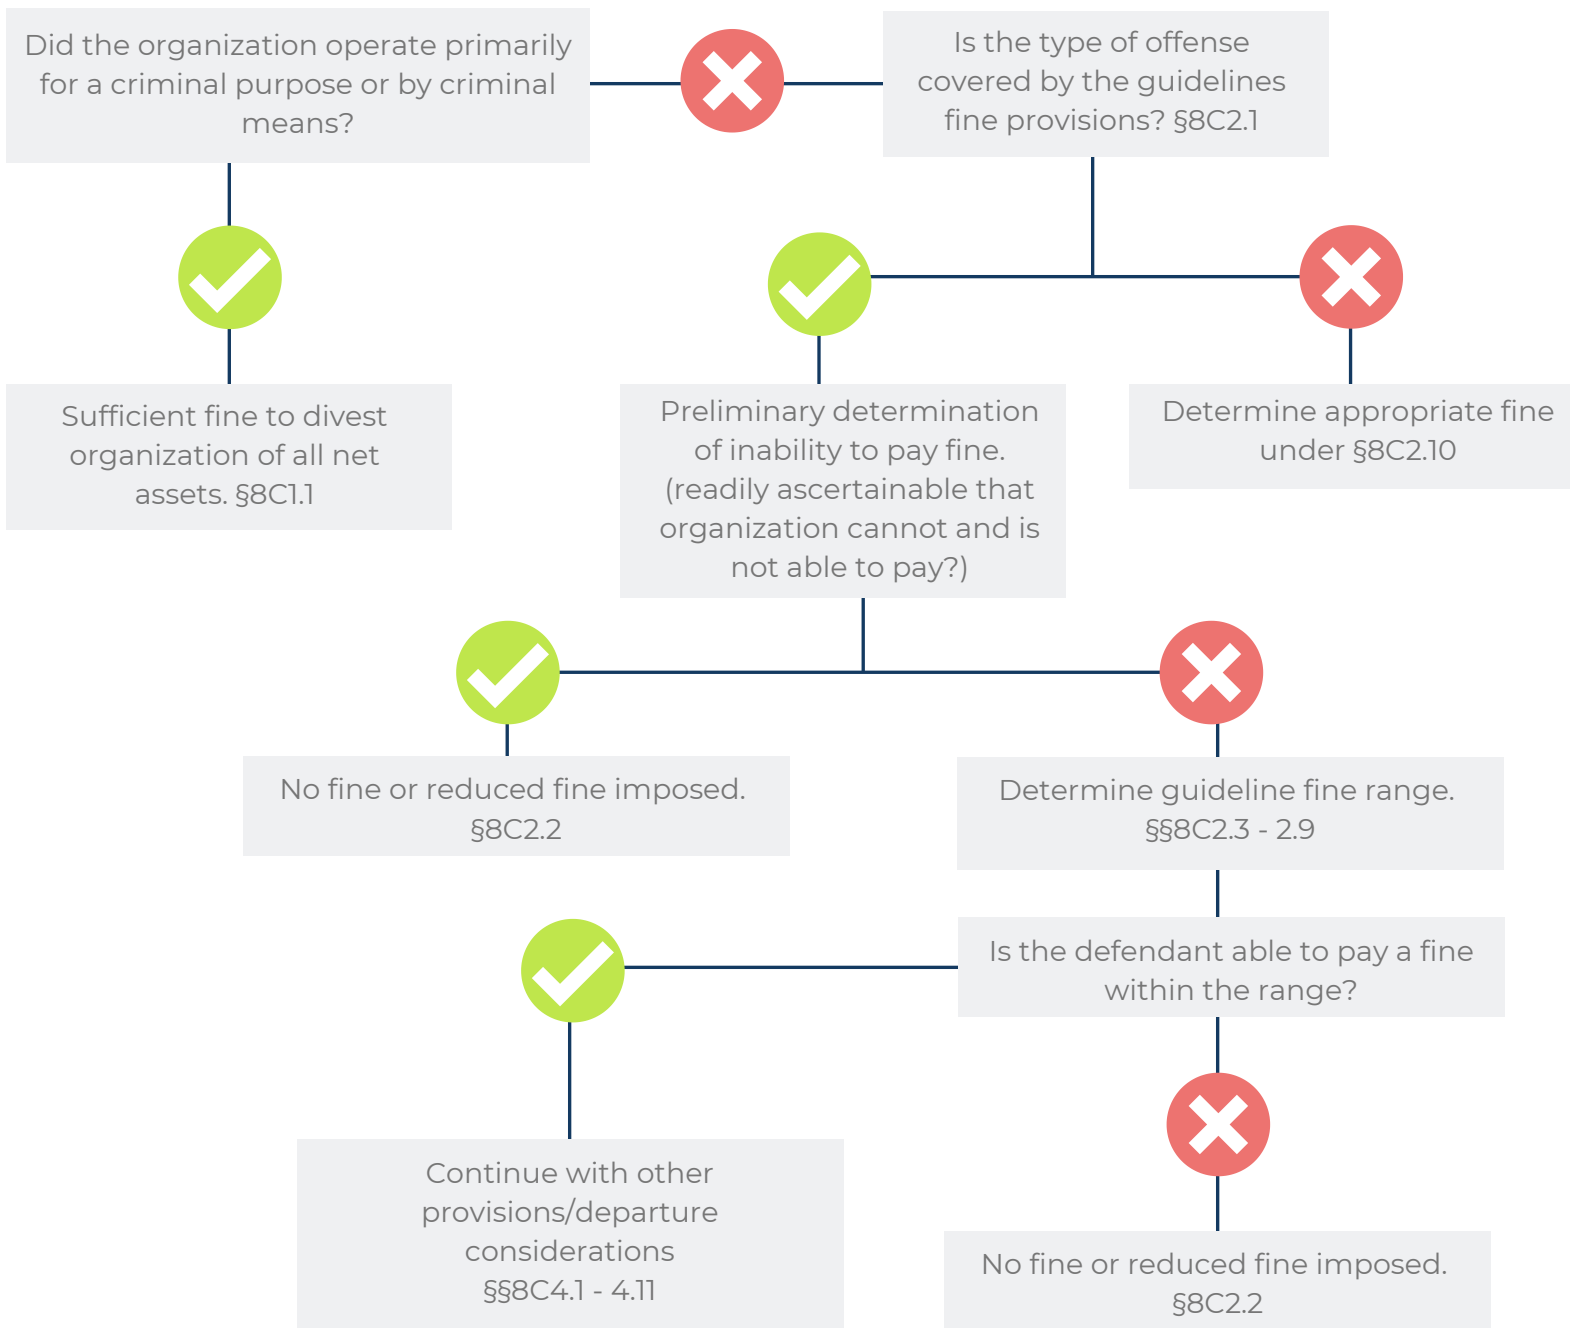 Did the organization operate primarily
for a criminal purpose or by criminal
means?
Is the type of offense
covered by the guidelines
fine provisions? §8C2.1
Sufficient fine to divest
organization of all net
assets. §8C1.1
Preliminary determination
of inability to pay fine.
(readily ascertainable that
organization cannot and is
not able to pay?)
Determine appropriate fine
under §8C2.10
No fine or reduced fine imposed.
§8C2.2
Determine guideline fine range.
§§8C2.3 - 2.9
Is the defendant able to pay a fine
within the range?
Continue with other
provisions/departure
considerations
§§8C4.1 - 4.11
No fine or reduced fine imposed.
§8C2.2